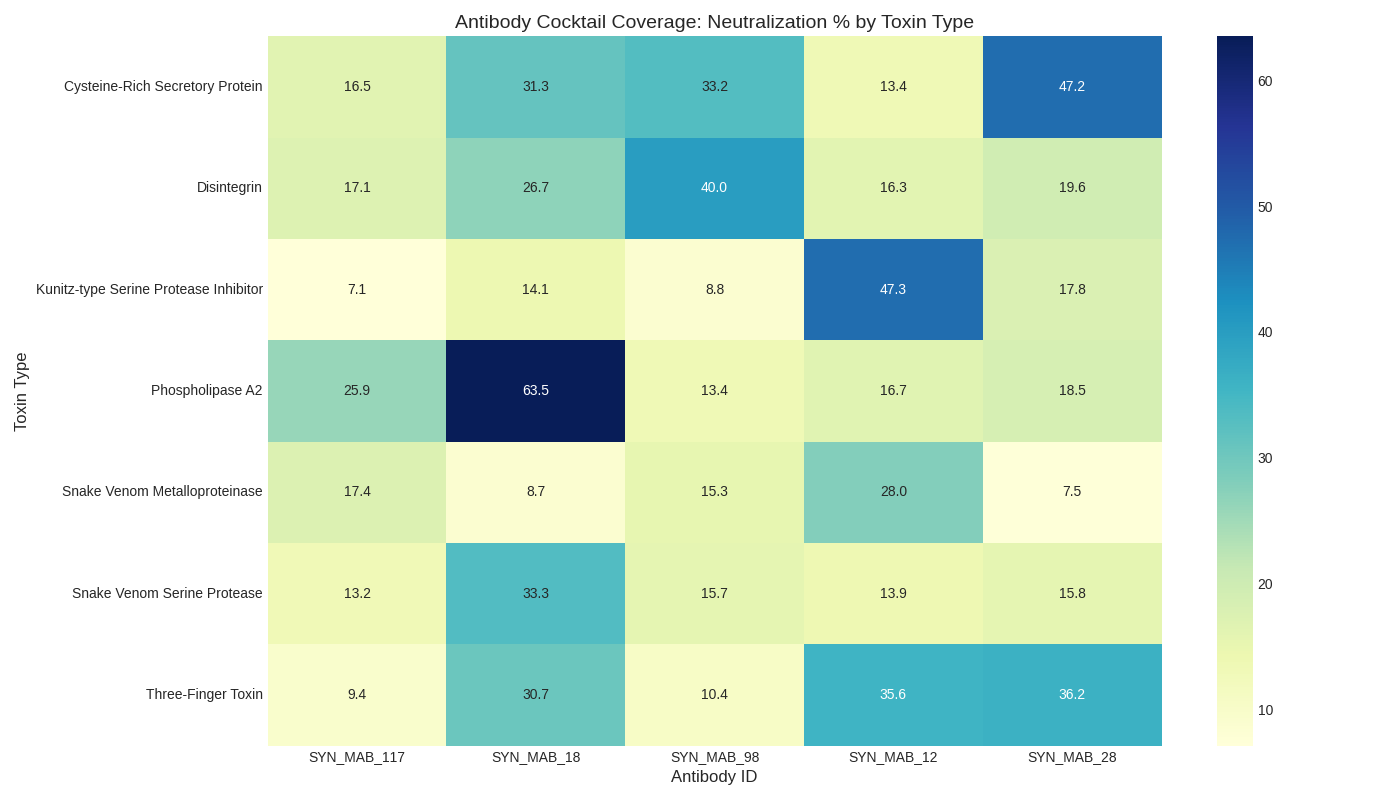 Antibody Cocktail Coverage: Neutralization % by Toxin Type
Toxin Type
Cysteine-Rich Secretory Protein 16.5 31.3 33.2 13.4 47.2
Disintegrin 17.1 26.7 40.0 16.3 19.6
Kunitz-type Serine Protease Inhibitor 7.1 14.1 8.8 47.3 17.8
Phospholipase A2 25.9 63.5 13.4 16.7 18.5
Snake Venom Metalloproteinase 17.4 8.7 15.3 28.0 7.5
Snake Venom Serine Protease 13.2 33.3 15.7 13.9 15.8
Three-Finger Toxin 9.4 30.7 10.4 35.6 36.2
SYN_MAB_117 SYN_MAB_18 SYN_MAB_98 SYN_MAB_12 SYN_MAB_28
Antibody ID
60
50
40
30
20
10